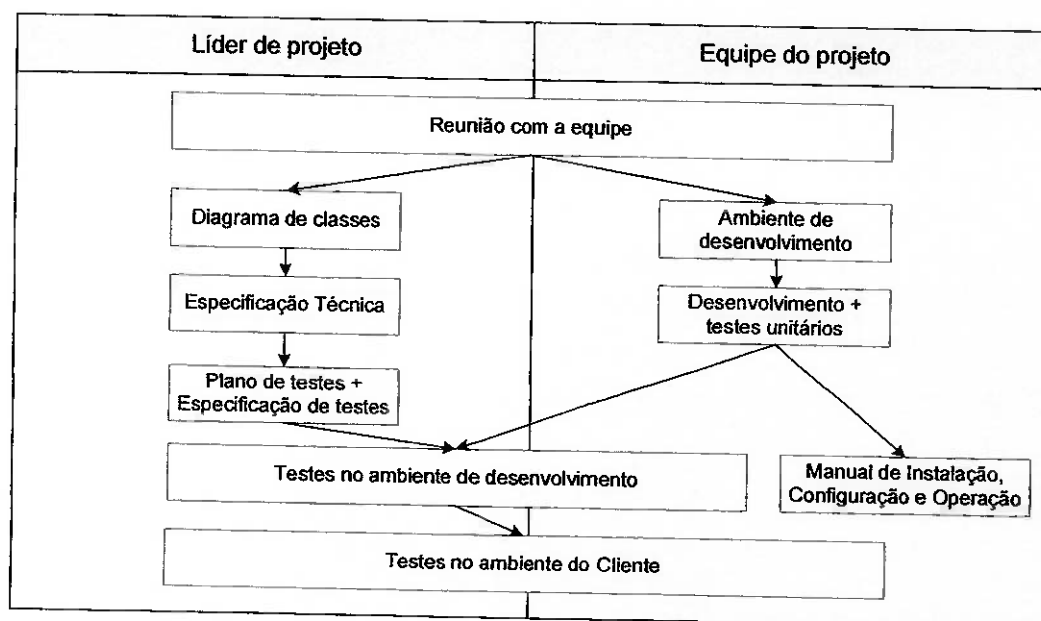 Líder de projeto
Equipe do projeto
Reunião com a equipe
Diagrama de classes
Ambiente de
desenvolvimento
Especificação Técnica
Desenvolvimento +
testes unitários
Plano de testes +
Especificação de testes
Testes no ambiente de desenvolvimento
Manual de Instalação,
Configuração e Operação
Testes no ambiente do Cliente